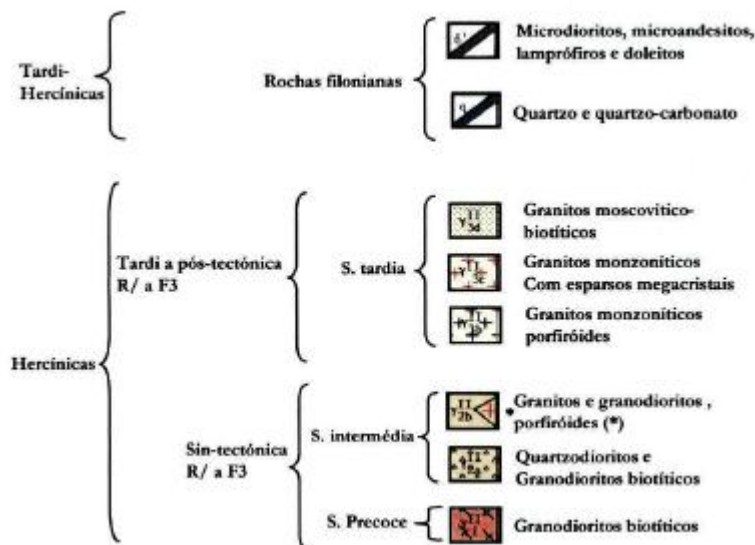 Tardi-
Hercínicas
Rochas filonianas
Microdioritos, microandesitos,
lamprófiros e doleitos
q
Quartzo e quartzo-carbonato
Hercínicas
Tardi a pós-tectónica
R/ a F3
S. tardia
Granitos moscovítico-
biotíticos
Granitos monzoníticos
Com esparsos megacristais
Granitos monzoníticos
porfiróides
Sin-tectónica
R/ a F3
S. intermédia
*Granitos e granodioritos ,
porfiróides (*)
Quartzodioritos e
Granodioritos biotíticos
S. Precoce
Granodioritos biotíticos